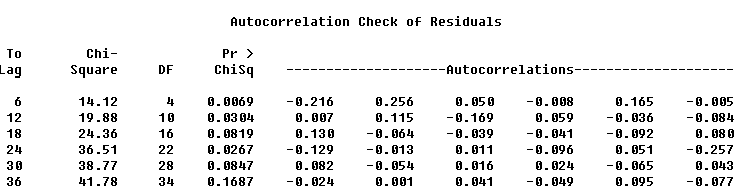 Autocorrelation Check of Residuals
To Chi- Pr >
Lag Square DF ChiSq --------------------Autocorrelations--------------------
6 14.12 4 0.0069 -0.216 0.256 0.050 -0.008 0.165 -0.005
12 19.88 10 0.0304 0.007 0.115 -0.169 0.059 -0.036 -0.084
18 24.36 16 0.0819 0.130 -0.064 -0.039 -0.041 -0.092 0.080
24 36.51 22 0.0267 -0.129 -0.013 0.011 -0.096 0.051 -0.257
30 38.77 28 0.0847 0.082 -0.054 0.016 0.024 -0.065 0.043
36 41.78 34 0.1687 -0.024 0.001 0.041 -0.049 0.095 -0.077